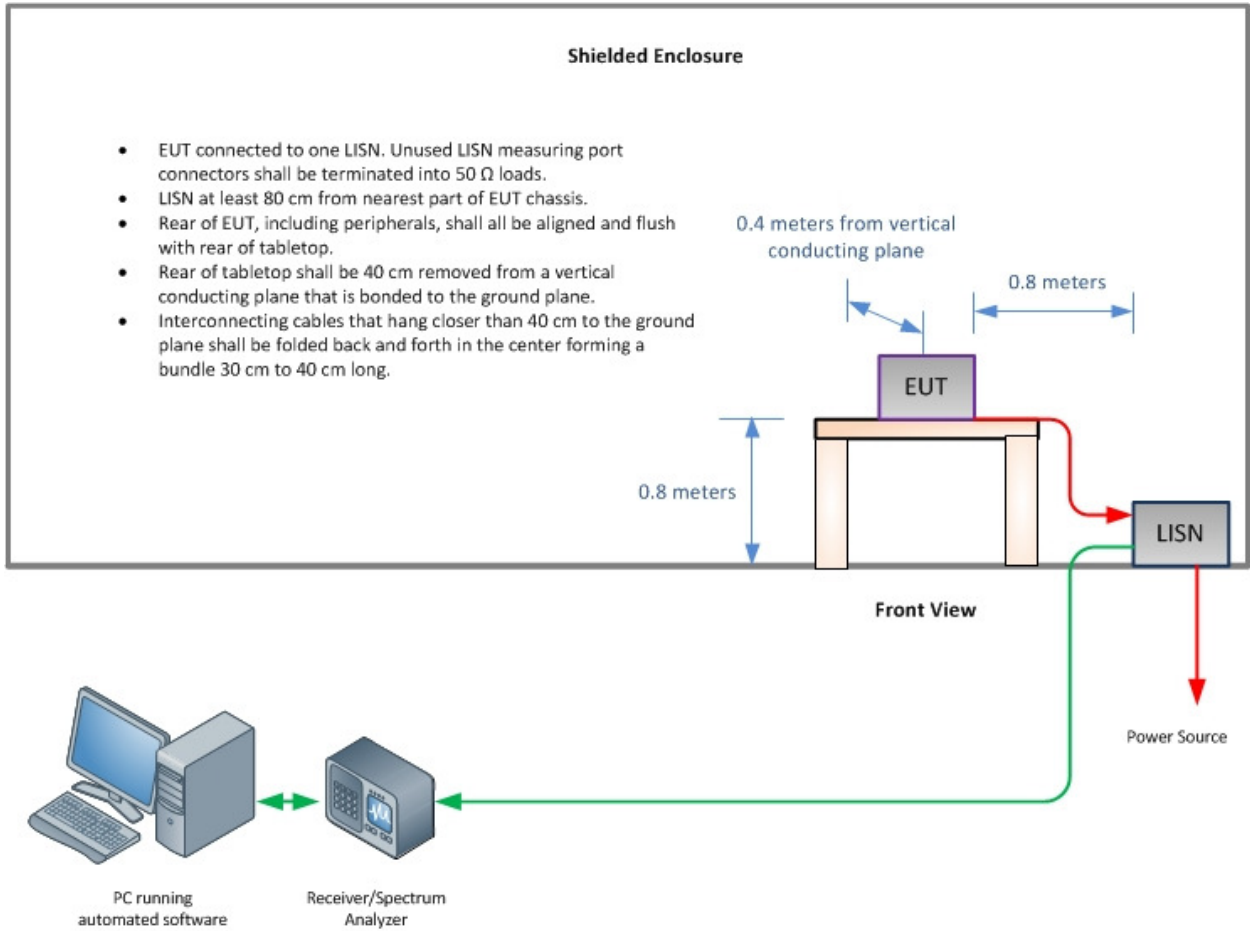 Shielded Enclosure
• EUT connected to one LISN. Unused LISN measuring port
connectors shall be terminated into 50 Ω loads.
• LISN at least 80 cm from nearest part of EUT chassis.
• Rear of EUT, including peripherals, shall all be aligned and flush
with rear of tabletop.
• Rear of tabletop shall be 40 cm removed from a vertical
conducting plane that is bonded to the ground plane.
• Interconnecting cables that hang closer than 40 cm to the ground
plane shall be folded back and forth in the center forming a
bundle 30 cm to 40 cm long.
0.4 meters from vertical
conducting plane
0.8 meters
EUT
0.8 meters
LISN
Front View
Power Source
PC running
automated software
Receiver/Spectrum
Analyzer